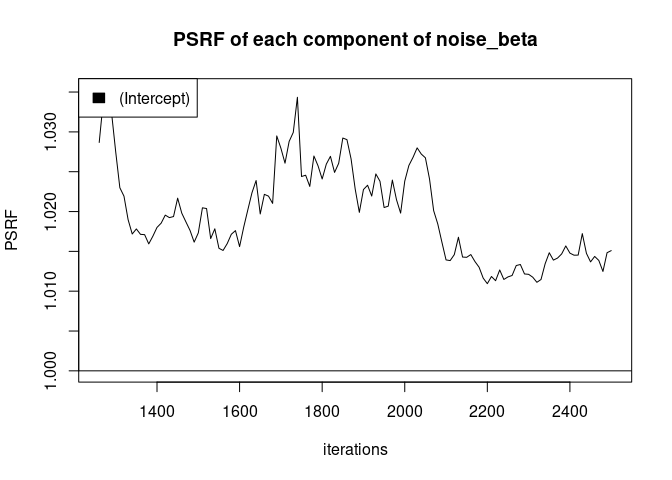 PSRF of each component of noise_beta
(Intercept)
PSRF
1.030
1.020
1.010
1.000
1400 1600 1800 2000 2200 2400
iterations